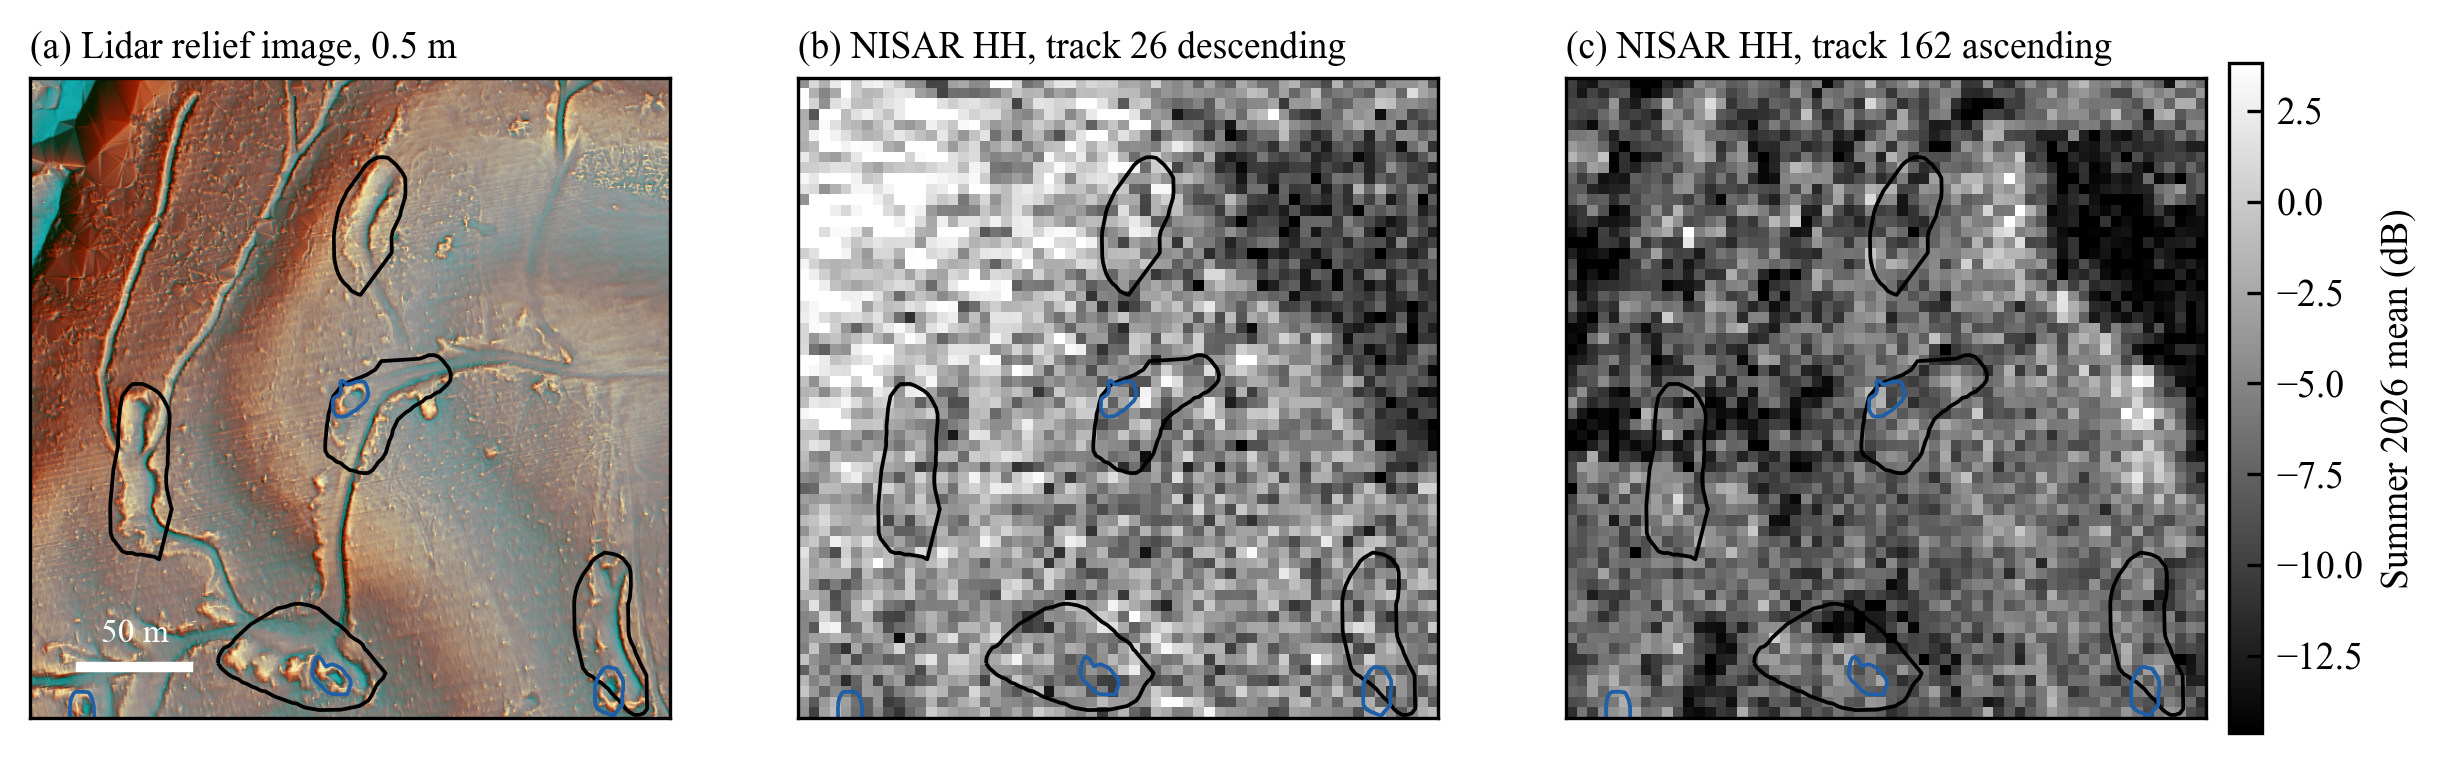 (a) Lidar relief image, 0.5 m
(b) NISAR HH, track 26 descending
(c) NISAR HH, track 162 ascending
50 m
2.5
0.0
−2.5
−5.0
−7.5
−10.0
−12.5
Summer 2026 mean (dB)